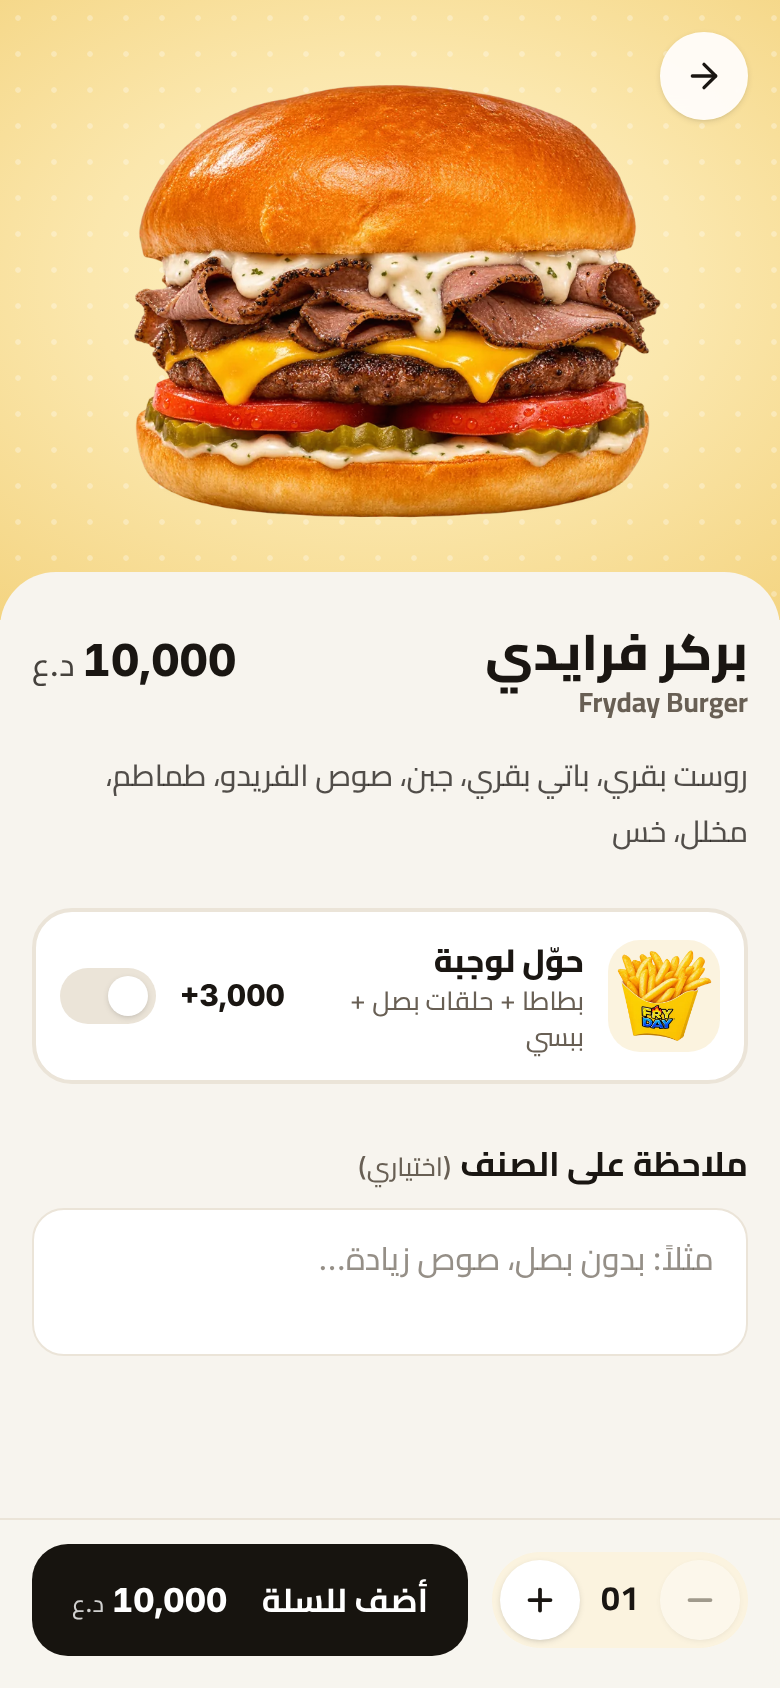 بركر فرايدي
10,000 د.ع
Fryday Burger
روست بقري، باتي بقري، جبن، صوص الفريدو، طماطم،
مخلل، خس
FRY
DAY
حوّل لوجبة
بطاطا + حلقات بصل +
ببسي
+3,000
ملاحظة على الصنف (اختياري)
مثلاً: بدون بصل، صوص زيادة...
01
أضف للسلة 10,000 د.ع